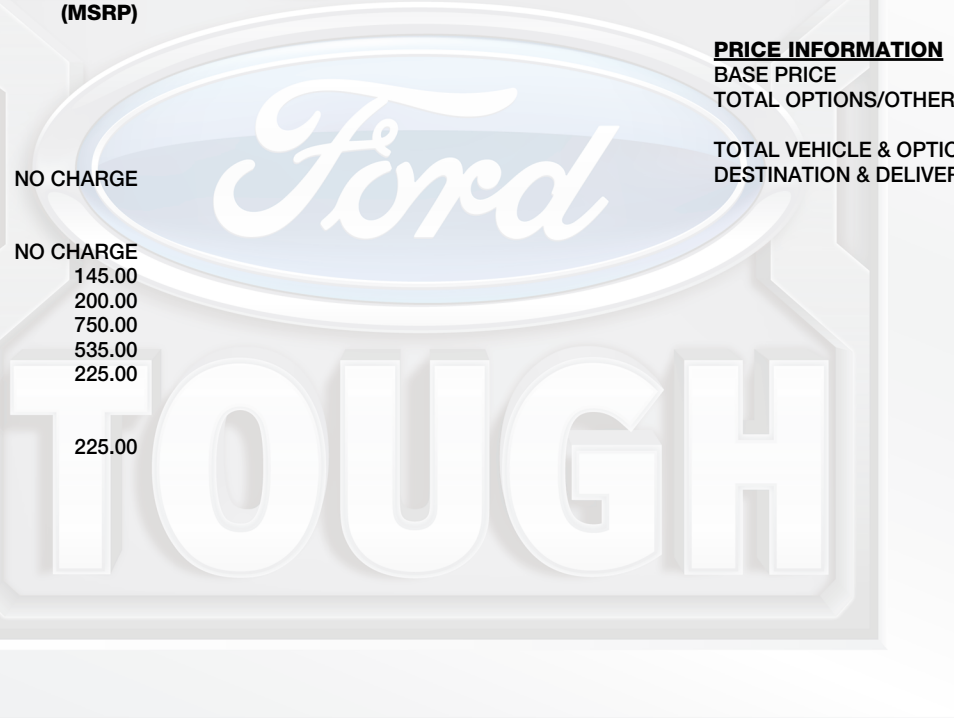 (MSRP)
NO CHARGE
NO CHARGE
145.00
200.00
750.00
535.00
225.00
225.00
PRICE INFORMATION
BASE PRICE
TOTAL OPTIONS/OTHER
TOTAL VEHICLE & OPTIO
DESTINATION & DELIVER
Ford
TOUGH